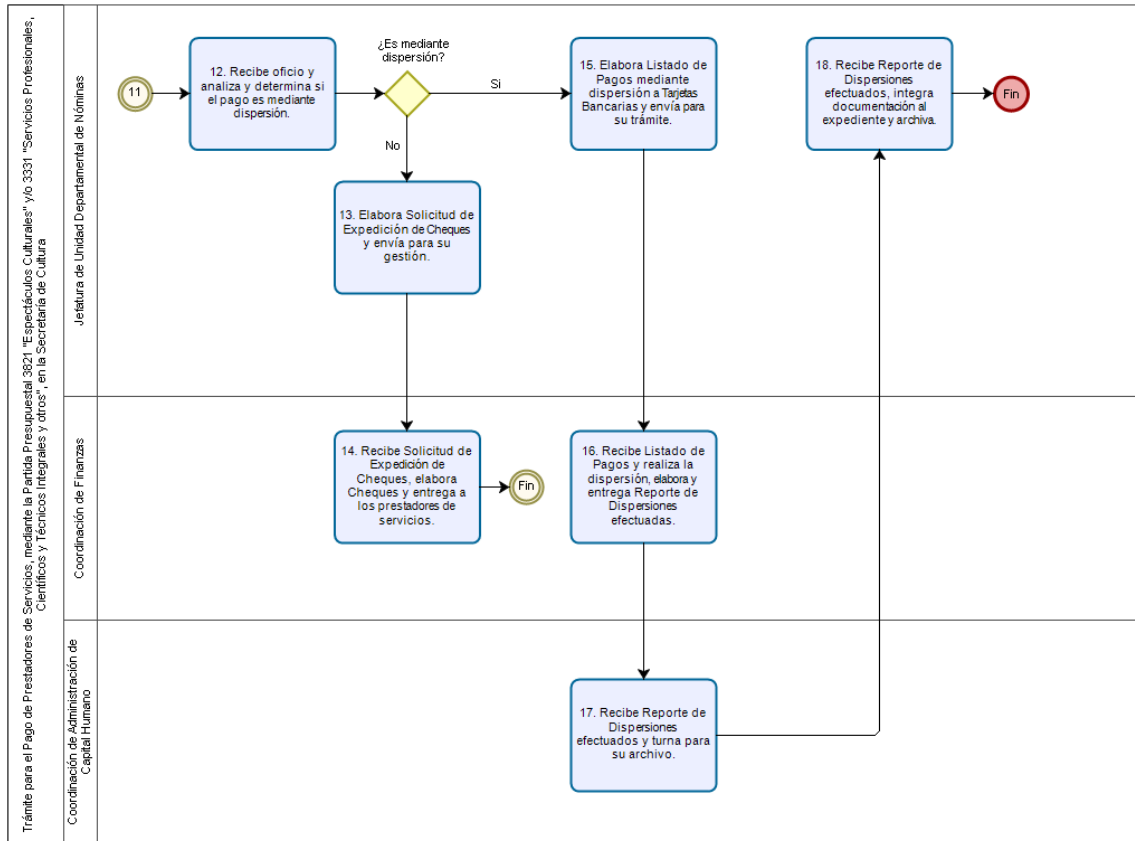 Trámite para el Pago de Prestadores de Servicios, mediante la Partida Presupuestal 3821 "Espectáculos Culturales" y/o 3331 "Servicios Profesionales,
Científicos y Técnicos Integrales y otros", en la Secretaría de Cultura
Jefatura de Unidad Departamental de Nóminas
11
12. Recibe oficio y
analiza y determina si
el pago es mediante
dispersión.
¿Es mediante
dispersión?
Si
No
13. Elabora Solicitud de
Expedición de Cheques
y envía para su
gestión.
15. Elabora Listado de
Pagos mediante
dispersión a Tarjetas
Bancarias y envía para
su trámite.
18. Recibe Reporte de
Dispersiones
efectuados, integra
documentación al
expediente y archiva.
Fin
Coordinación de Finanzas
14. Recibe Solicitud de
Expedición de
Cheques, elabora
Cheques y entrega a
los prestadores de
servicios.
Fin
16. Recibe Listado de
Pagos y realiza la
dispersión, elabora y
entrega Reporte de
Dispersiones
efectuadas.
Coordinación de Administración de
Capital Humano
17. Recibe Reporte de
Dispersiones
efectuados y turna para
su archivo.